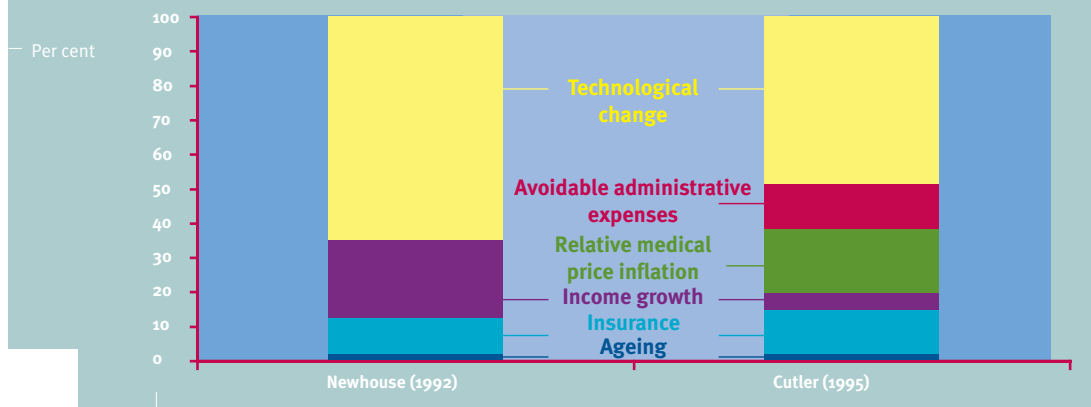 100
Per cent
90
80
70
60
50
40
30
20
10
0
Technological
change
Avoidable administrative
expenses
Relative medical
price inflation
Income growth
Insurance
Ageing
Newhouse (1992)
Cutler (1995)